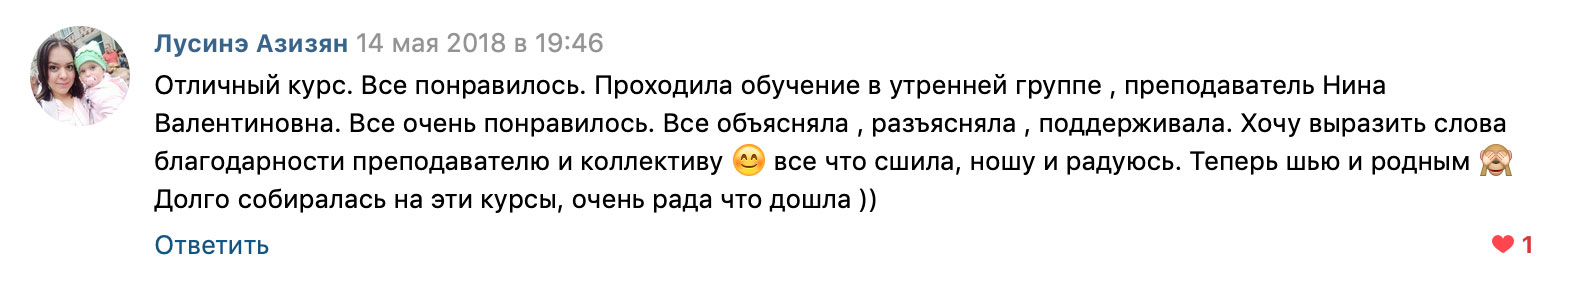 Лусинэ Азизян 14 мая 2018 в 19:46
Отличный курс. Все понравилось. Проходила обучение в утренней группе , преподаватель Нина
Валентиновна. Все очень понравилось. Все объясняла , разъясняла , поддерживала. Хочу выразить слова
благодарности преподавателю и коллективу 😊 все что сшила, ношу и радуюсь. Теперь шью и родным 🙈
Долго собиралась на эти курсы, очень рада что дошла ))
Ответить ❤ 1